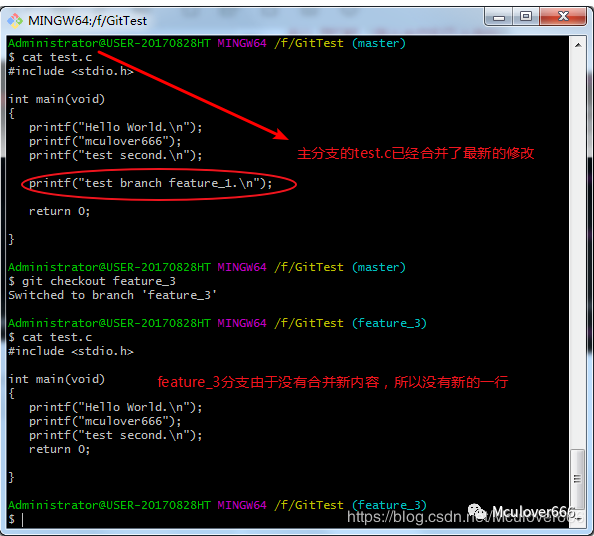 MINGW64:/f/GitTest
Administrator@USER-20170828HT MINGW64 /f/GitTest (master)
$ cat test.c
#include <stdio.h>
int main(void)
{
printf("Hello World.\n");
printf("mculover666");
printf("test second.\n");
主分支的test.c已经合并了最新的修改
printf("test branch feature_1.\n");
return 0;
}
Administrator@USER-20170828HT MINGW64 /f/GitTest (master)
$ git checkout feature_3
Switched to branch 'feature_3'
Administrator@USER-20170828HT MINGW64 /f/GitTest (feature_3)
$ cat test.c
#include <stdio.h>
int main(void)
feature_3分支由于没有合并新内容，所以没有新的一行
{
printf("Hello World.\n");
printf("mculover666");
printf("test second.\n");
return 0;
}
Administrator@USER-20170828HT MINGW64 /f/GitTest (feature_3)
$
Mculover666
https://blog.csdn.net/Mculover666